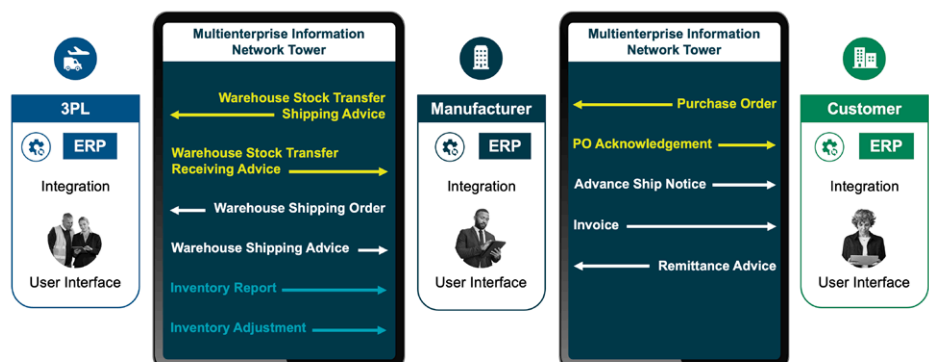 Multienterprise Information
Network Tower
Multienterprise Information
Network Tower
3PL
ERP
Integration
User Interface
Warehouse Stock Transfer
Shipping Advice
Warehouse Stock Transfer
Receiving Advice
Warehouse Shipping Order
Warehouse Shipping Advice
Inventory Report
Inventory Adjustment
Manufacturer
ERP
Integration
User Interface
Purchase Order
PO Acknowledgement
Advance Ship Notice
Invoice
Remittance Advice
Customer
ERP
Integration
User Interface